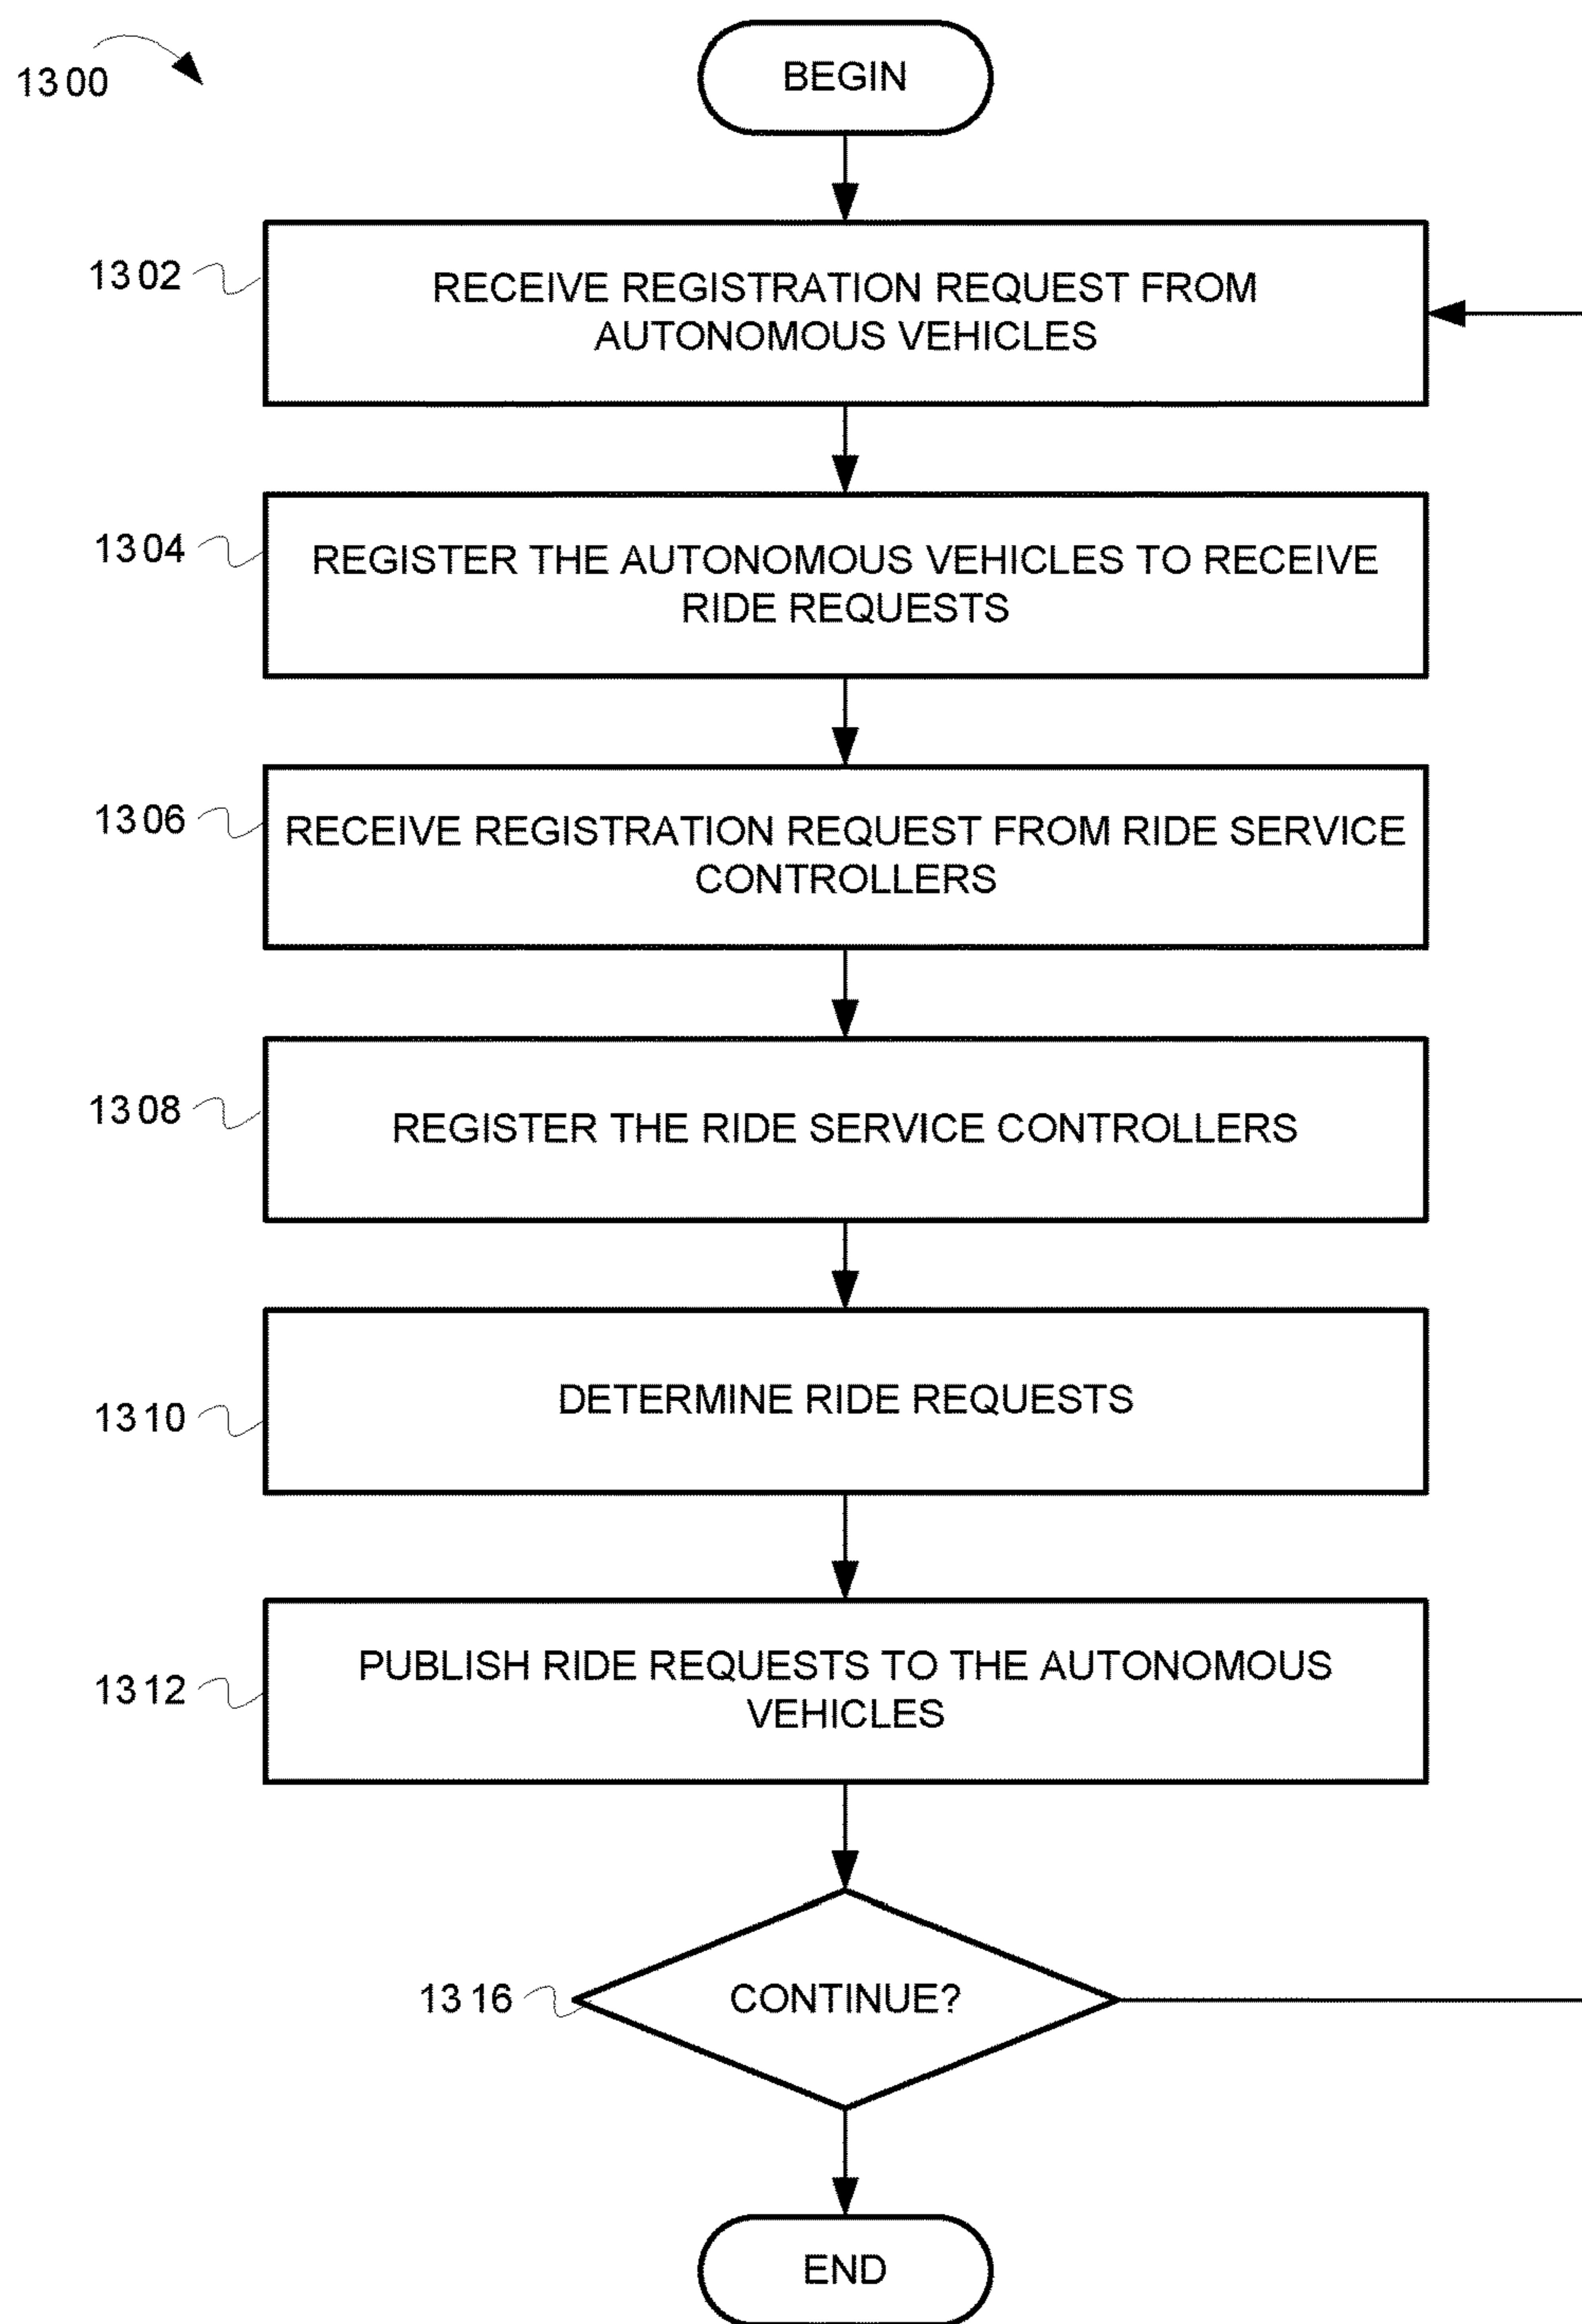 1300
BEGIN
1302
RECEIVE REGISTRATION REQUEST FROM
AUTONOMOUS VEHICLES
1304
REGISTER THE AUTONOMOUS VEHICLES TO RECEIVE
RIDE REQUESTS
1306
RECEIVE REGISTRATION REQUEST FROM RIDE SERVICE
CONTROLLERS
1308
REGISTER THE RIDE SERVICE CONTROLLERS
1310
DETERMINE RIDE REQUESTS
1312
PUBLISH RIDE REQUESTS TO THE AUTONOMOUS
VEHICLES
1316
CONTINUE?
END